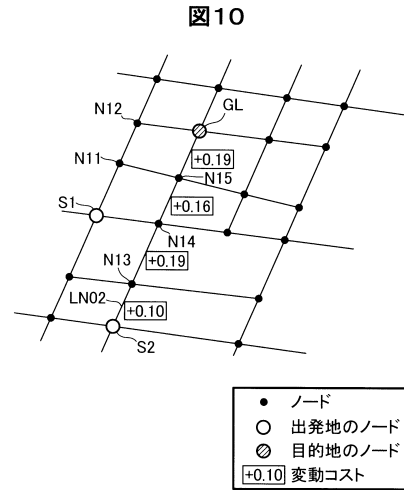 図10
N12
GL
N11
+0.19
N15
S1
+0.16
N14
N13
+0.19
LN02
+0.10
S2
ノード
出発地のノード
目的地のノード
+0.10 変動コスト